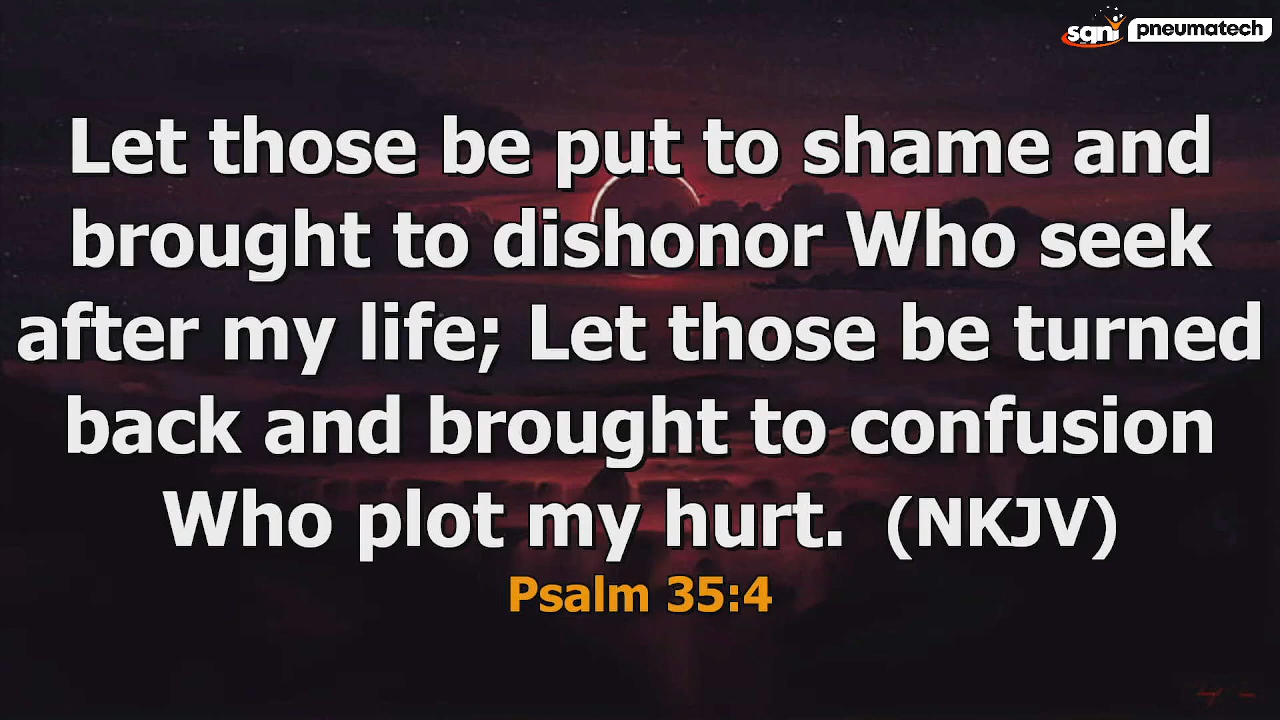 sqni pneumatech
Let those be put to shame and
brought to dishonor Who seek
after my life; Let those be turned
back and brought to confusion
Who plot my hurt. (NKJV)
Psalm 35:4